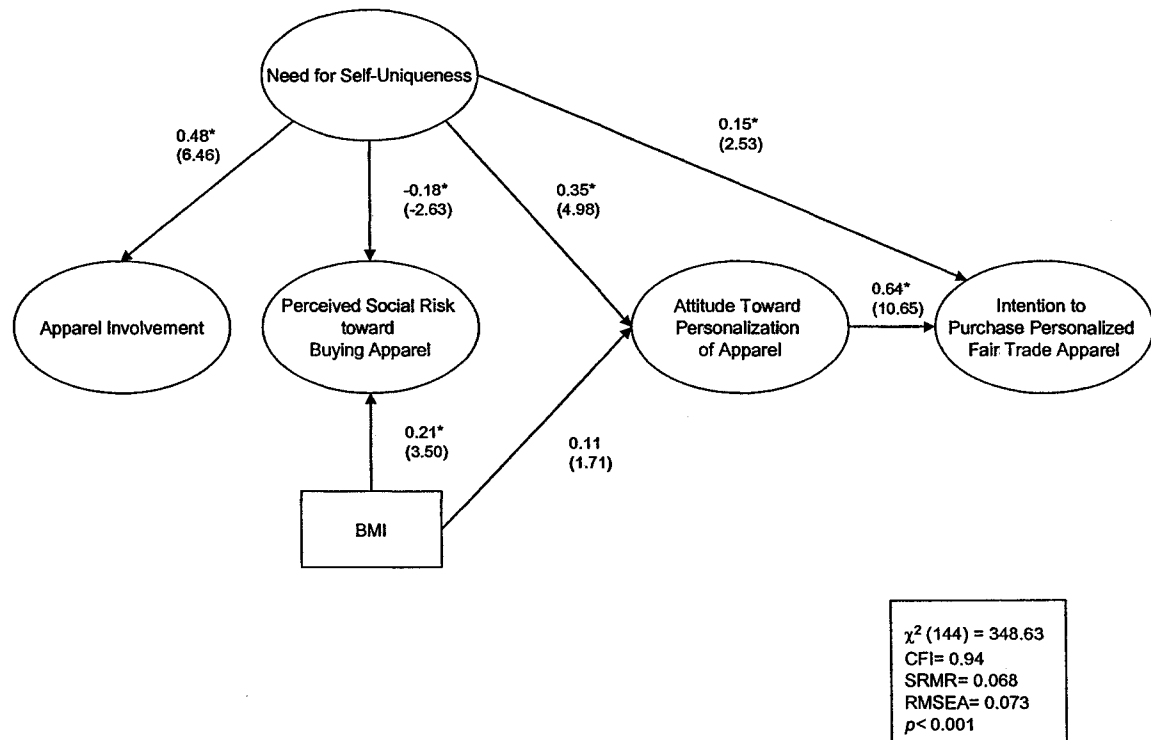 Need for Self-Uniqueness
0.48*
(6.46)
-0.18*
(-2.63)
0.35*
(4.98)
0.15*
(2.53)
Apparel Involvement
Perceived Social Risk
toward
Buying Apparel
Attitude Toward
Personalization
of Apparel
0.64*
(10.65)
Intention to
Purchase Personalized
Fair Trade Apparel
0.21*
(3.50)
0.11
(1.71)
BMI
χ² (144) = 348.63
CFI= 0.94
SRMR= 0.068
RMSEA= 0.073
p< 0.001